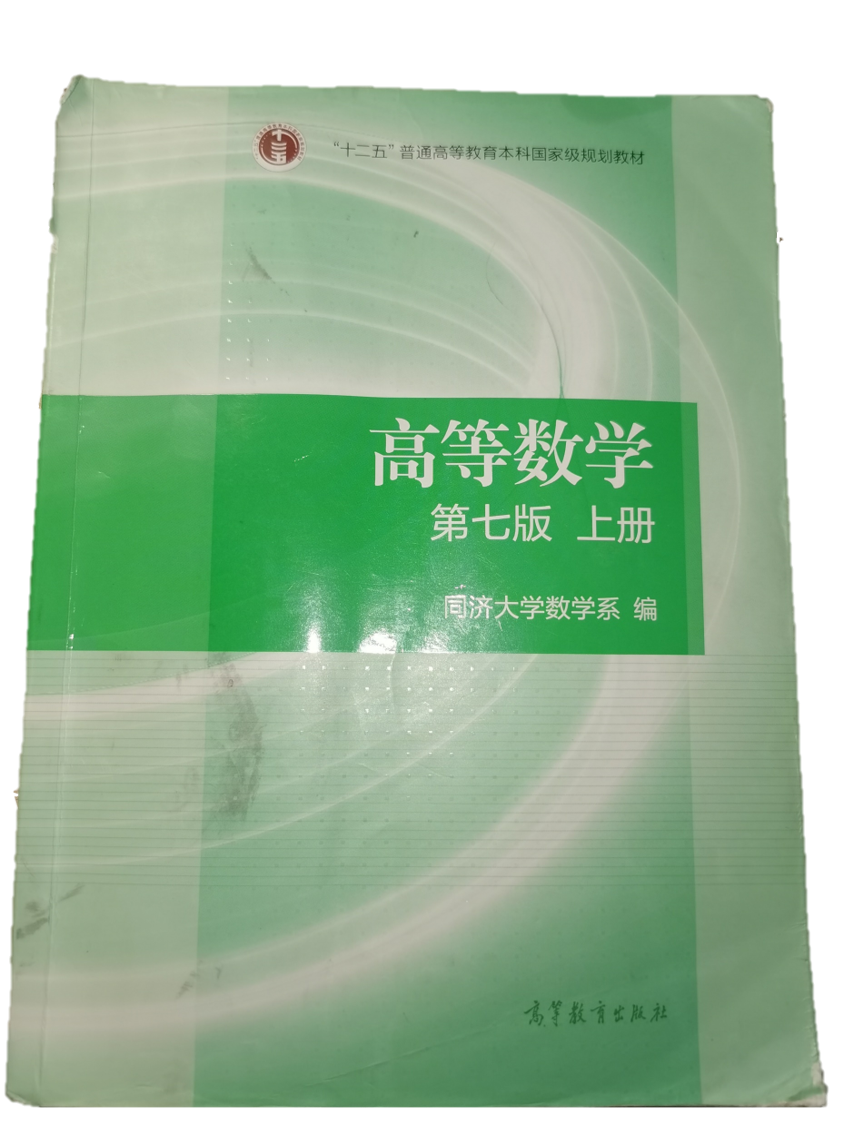 “十二五”普通高等教育本科国家级规划教材
高等数学
第七版 上册
同济大学数学系 编
高等教育出版社